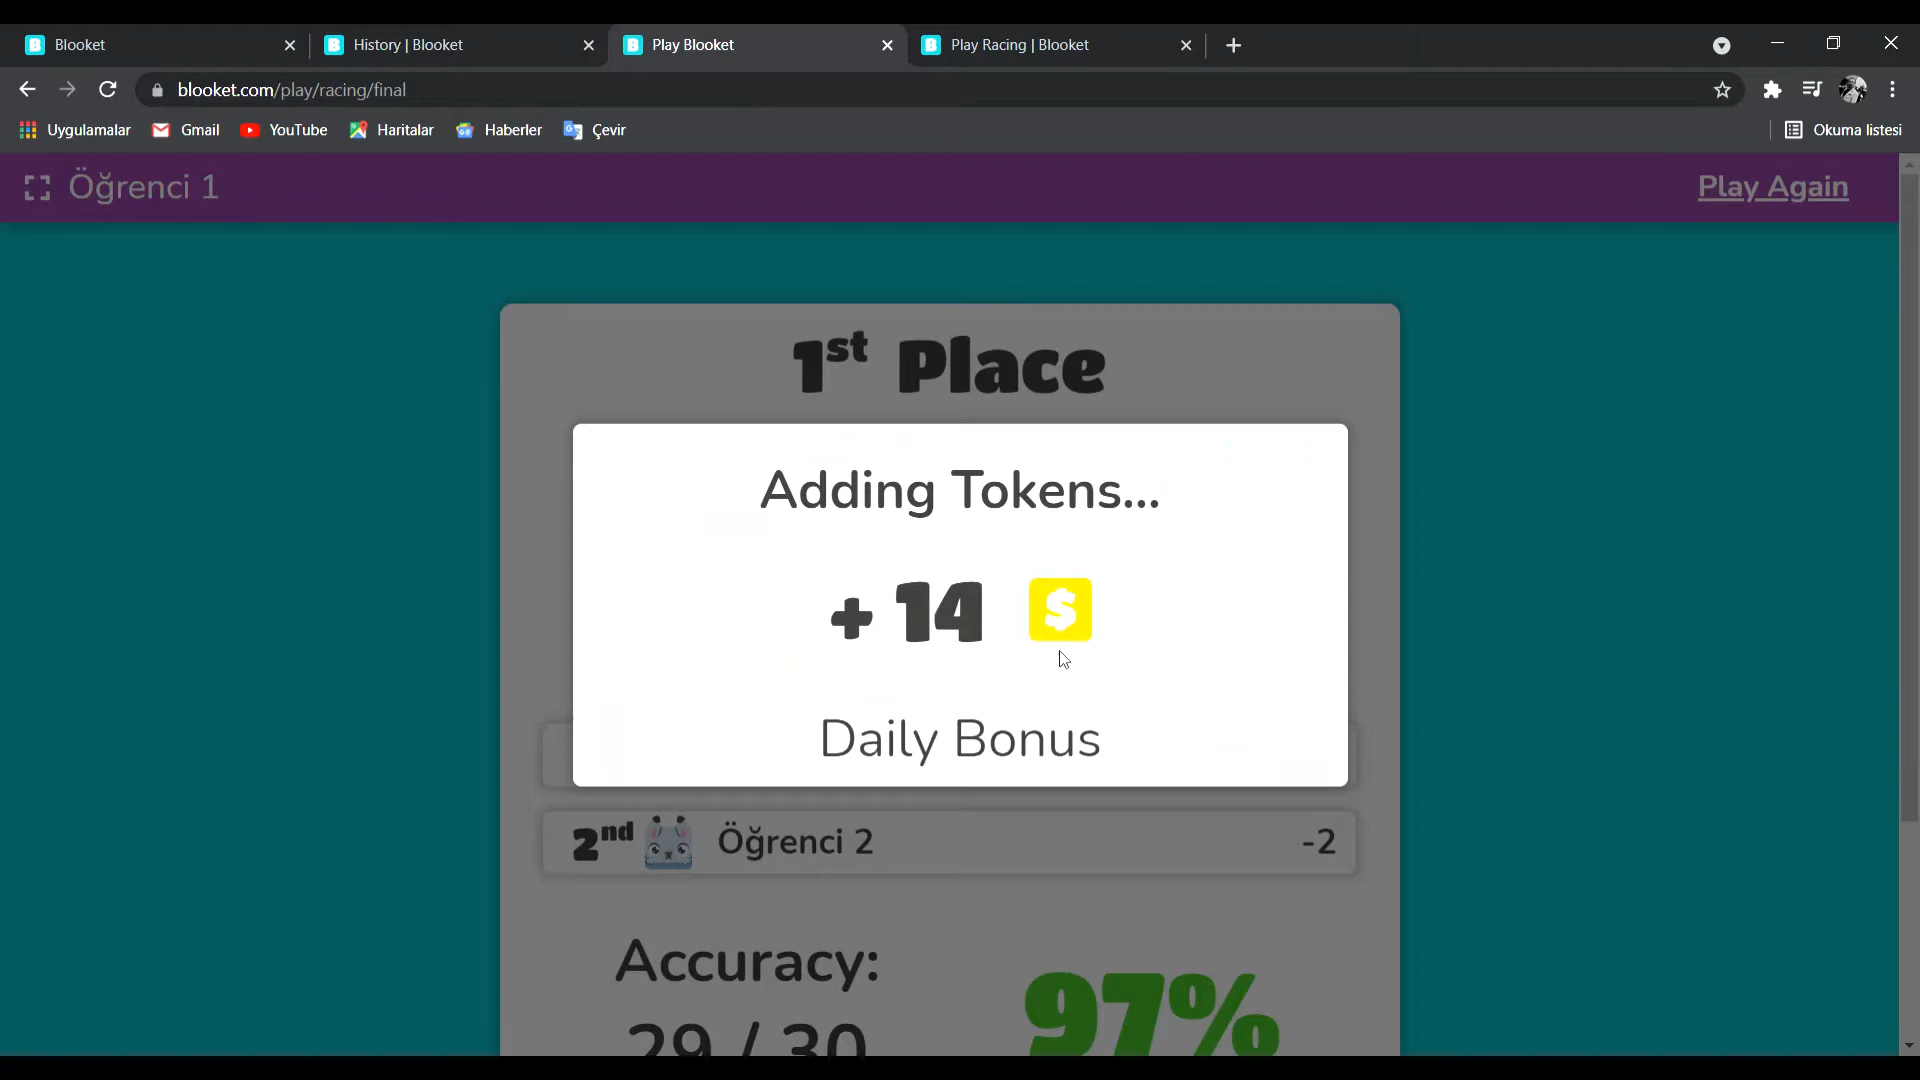 Blooket
History | Blooket
Play Blooket
Play Racing | Blooket
blooket.com/play/racing/final
Uygulamalar
Gmail
YouTube
Haritalar
Haberler
Çevir
Okuma listesi
Öğrenci 1
Play Again
1st Place
Adding Tokens...
+ 14 $
Daily Bonus
2nd Öğrenci 2 -2
Accuracy:
97%
29 / 30